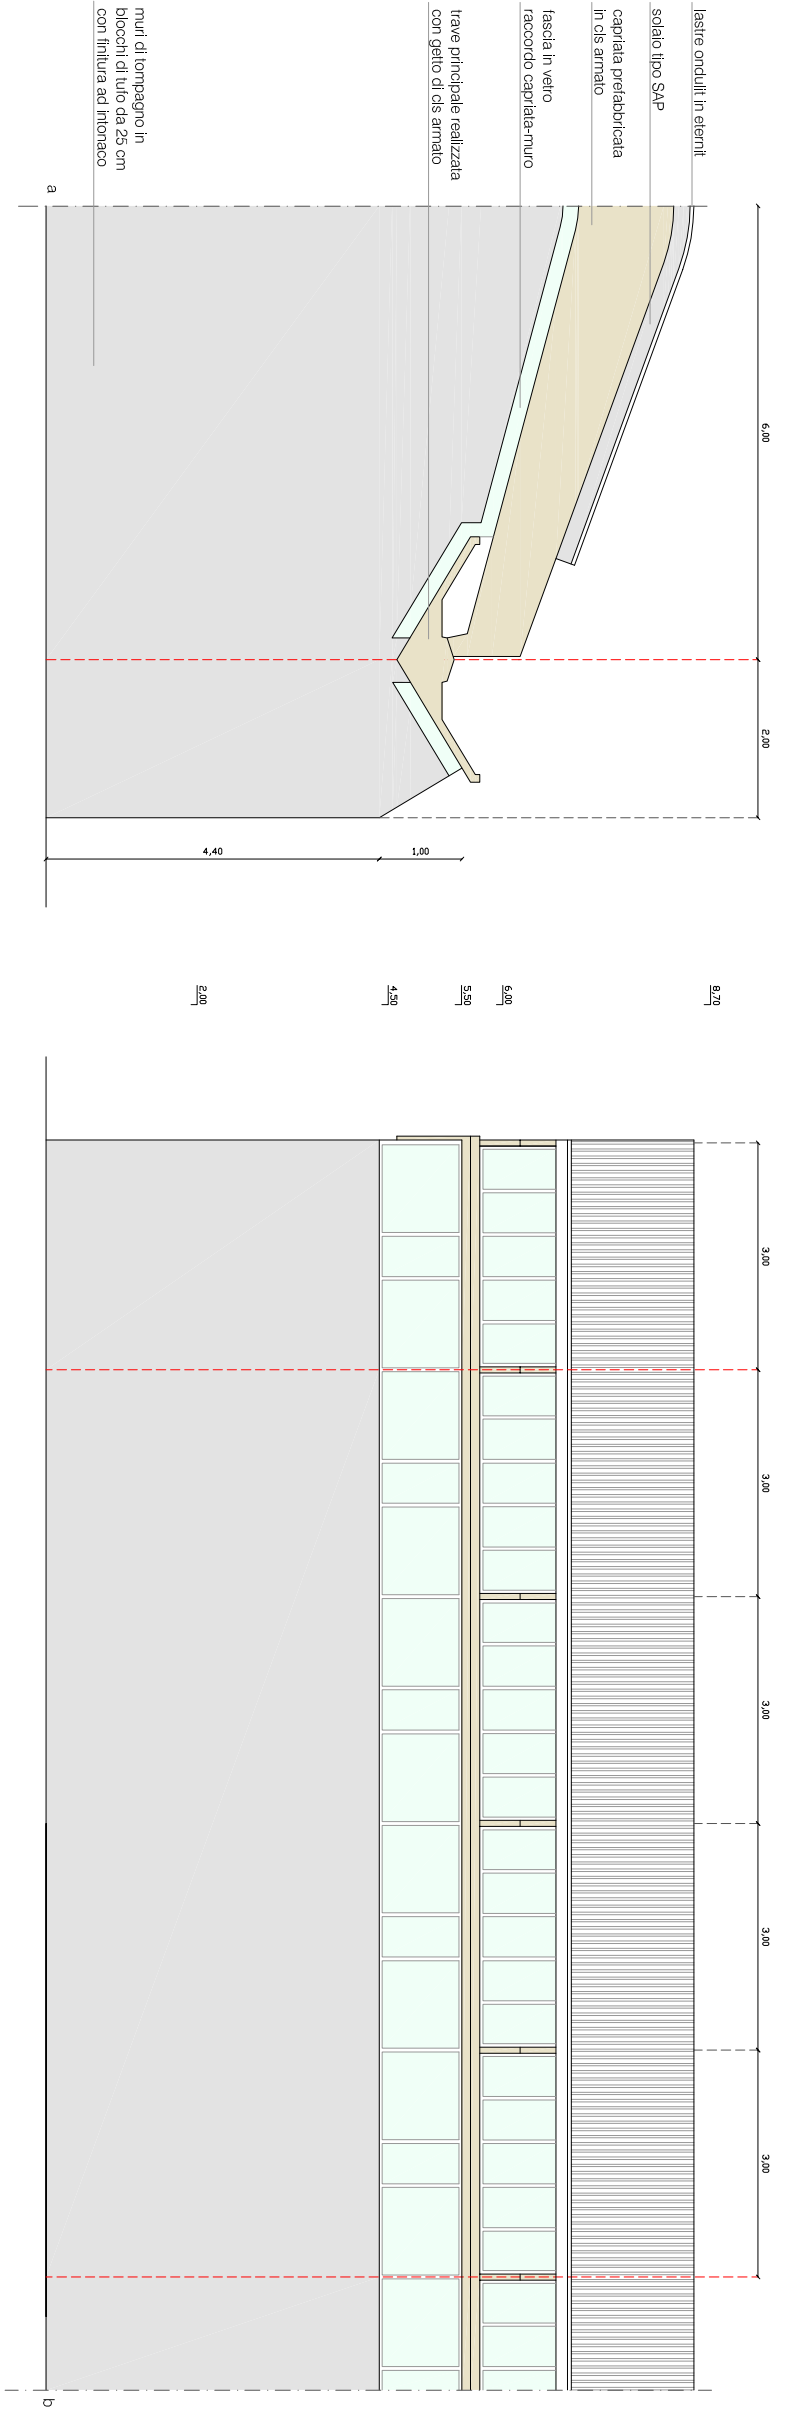 lastre ondulit in eternit
solaio tipo SAP
capriata prefabbricata
in cls armato
fascia in vetro
raccordo capriata-muro
trave principale realizzata
con getto di cls armato
muri di tompagno in
blocchi di tufo da 25 cm
con finitura ad intonaco
a
6,00
2,00
4,40
1,00
8,70
6,00
5,50
4,50
2,00
3,00
3,00
3,00
3,00
3,00
b